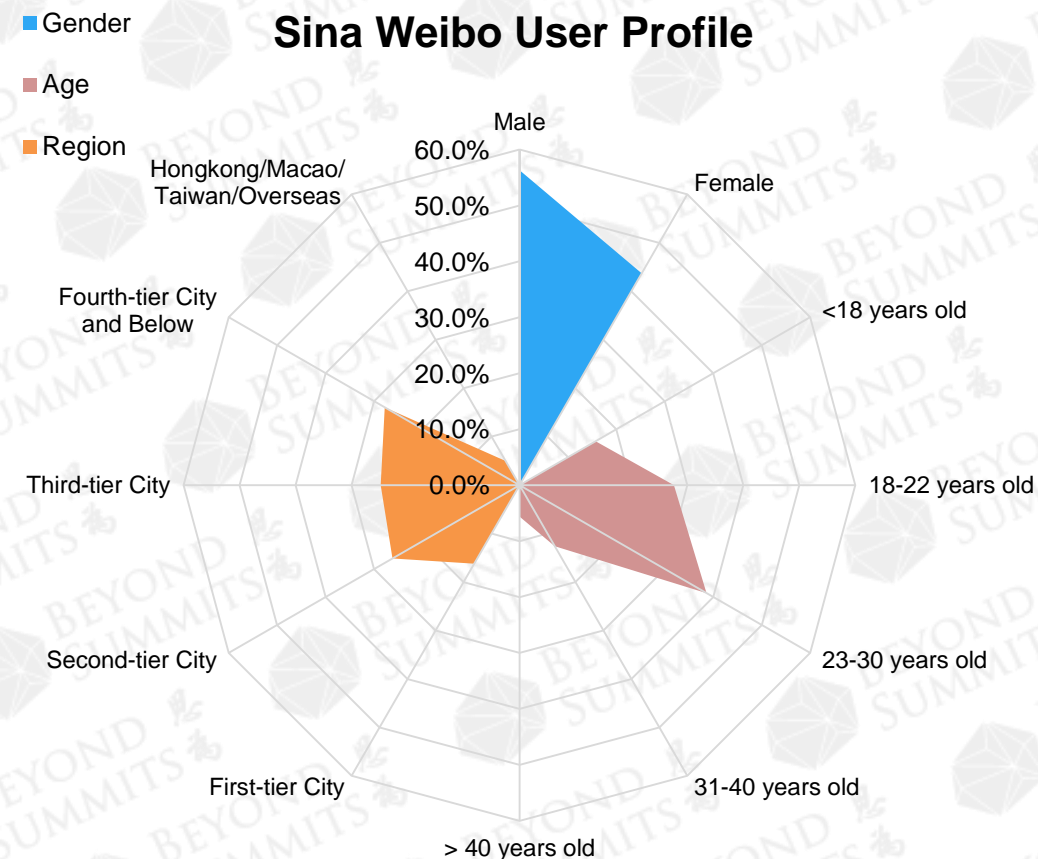 Sina Weibo User Profile
Gender
Age
Region
Male
Female
<18 years old
18-22 years old
23-30 years old
31-40 years old
> 40 years old
First-tier City
Second-tier City
Third-tier City
Fourth-tier City
and Below
Hongkong/Macao/
Taiwan/Overseas
60.0%
50.0%
40.0%
30.0%
20.0%
10.0%
0.0%
BEYOND
SUMMITS